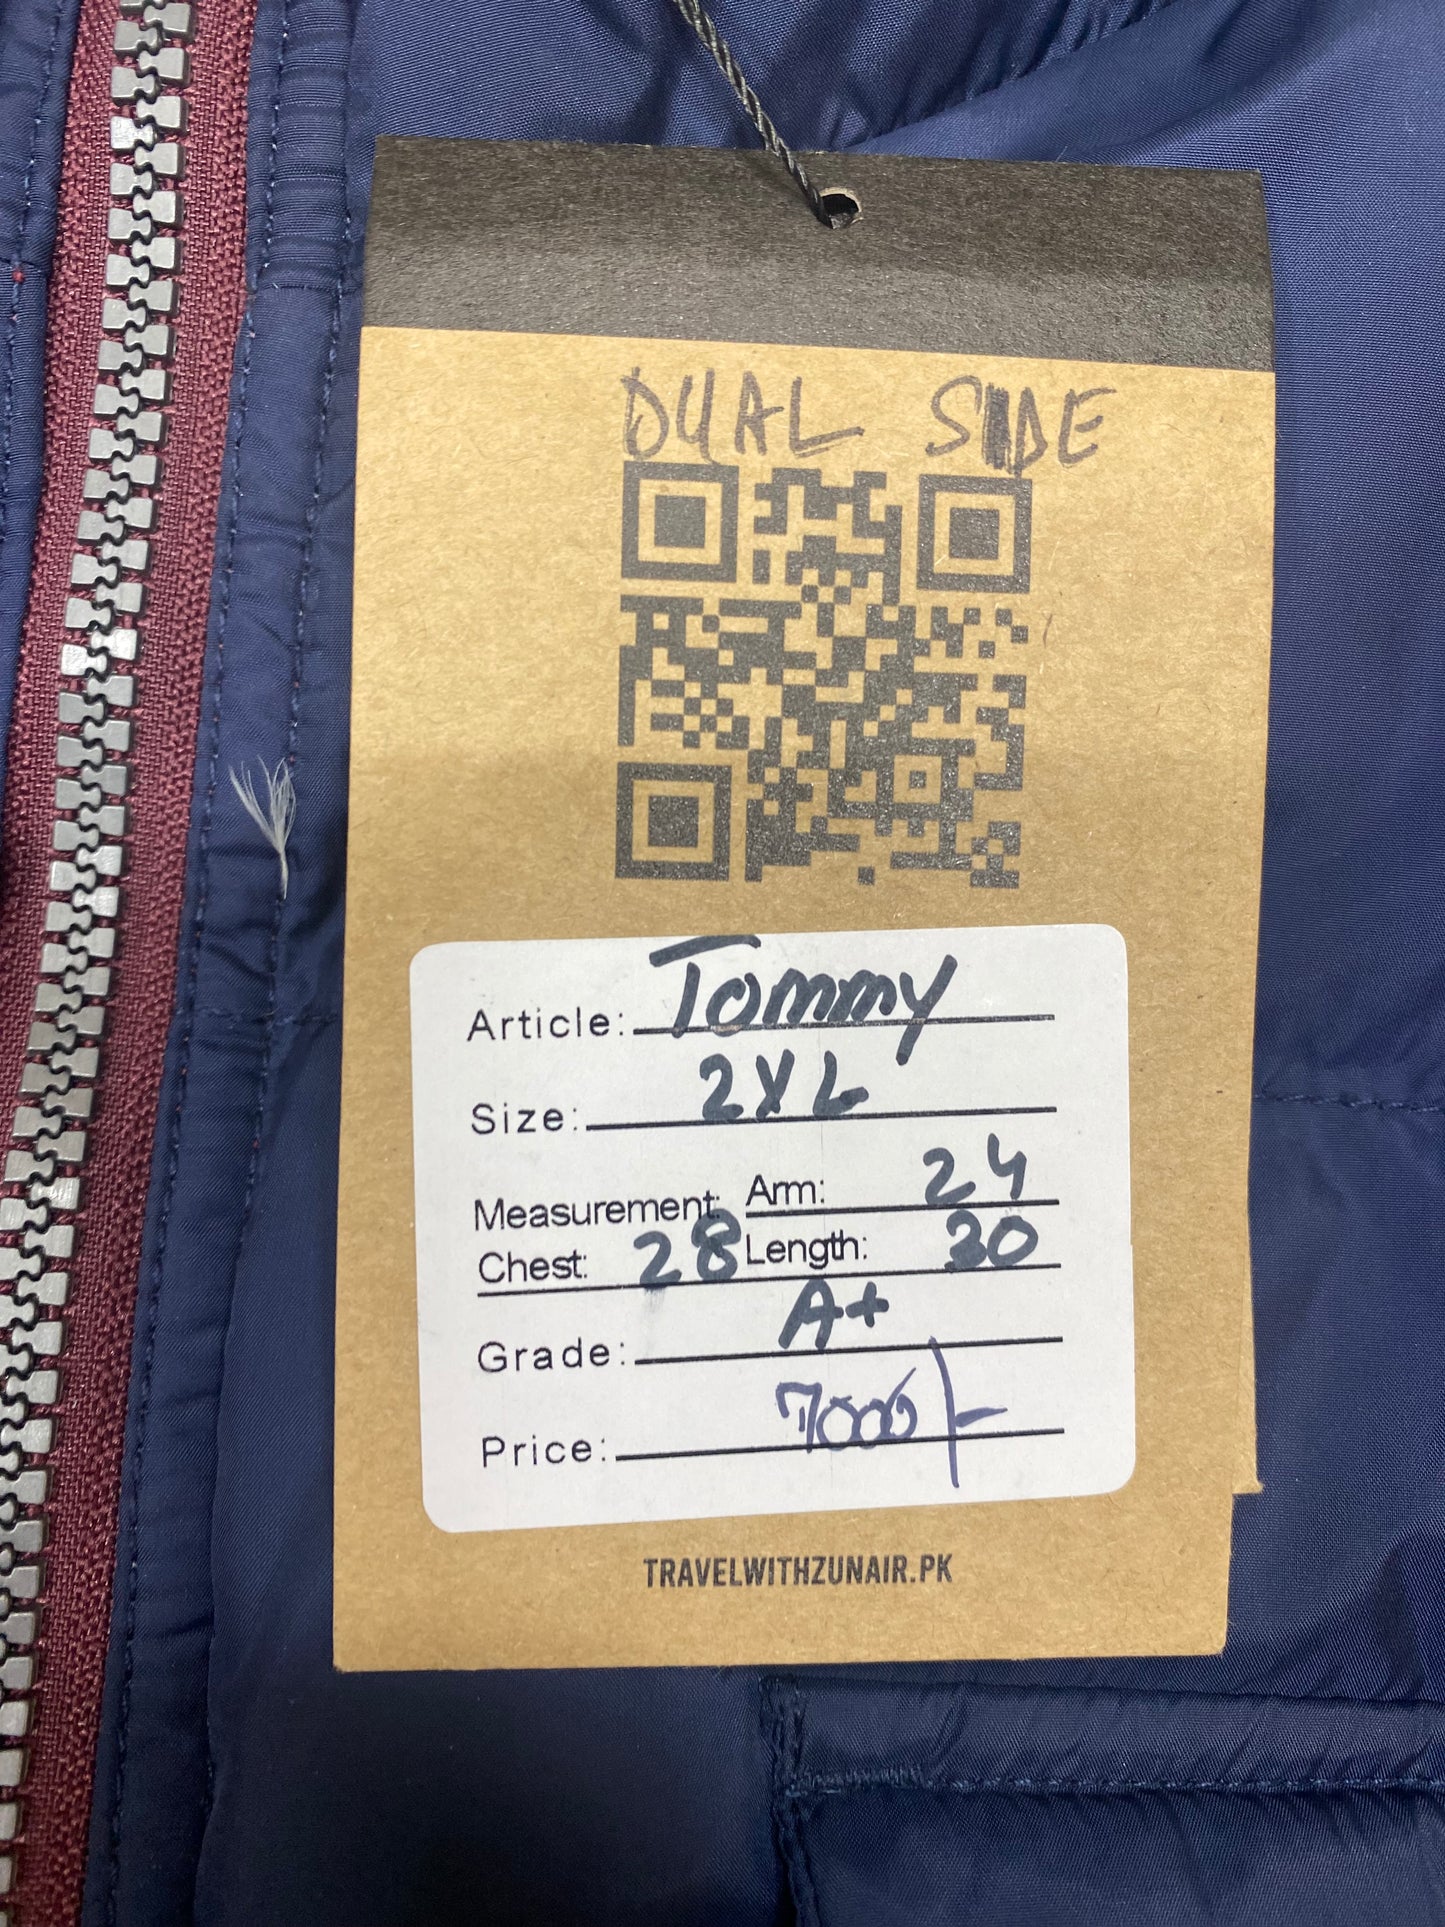 DUAL SIDE
Article: Tommy
Size: 2XL
Measurement: Arm: 24
Chest: 28 Length: 30
Grade: A+
Price: 7000/-
TRAVELWITHZUNAIR.PK